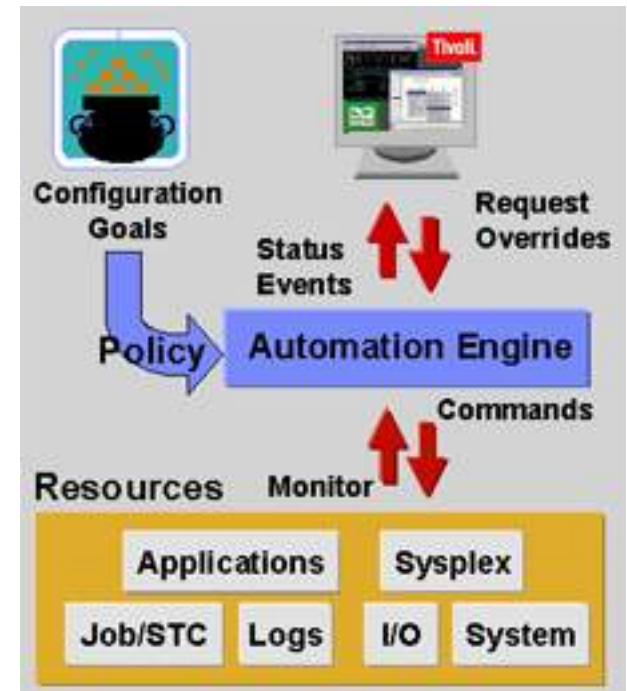 Tivoli
Configuration
Goals
Request
Overrides
Status
Events
Policy
Automation Engine
Commands
Monitor
Resources
Applications
Sysplex
Job/STC
Logs
I/O
System